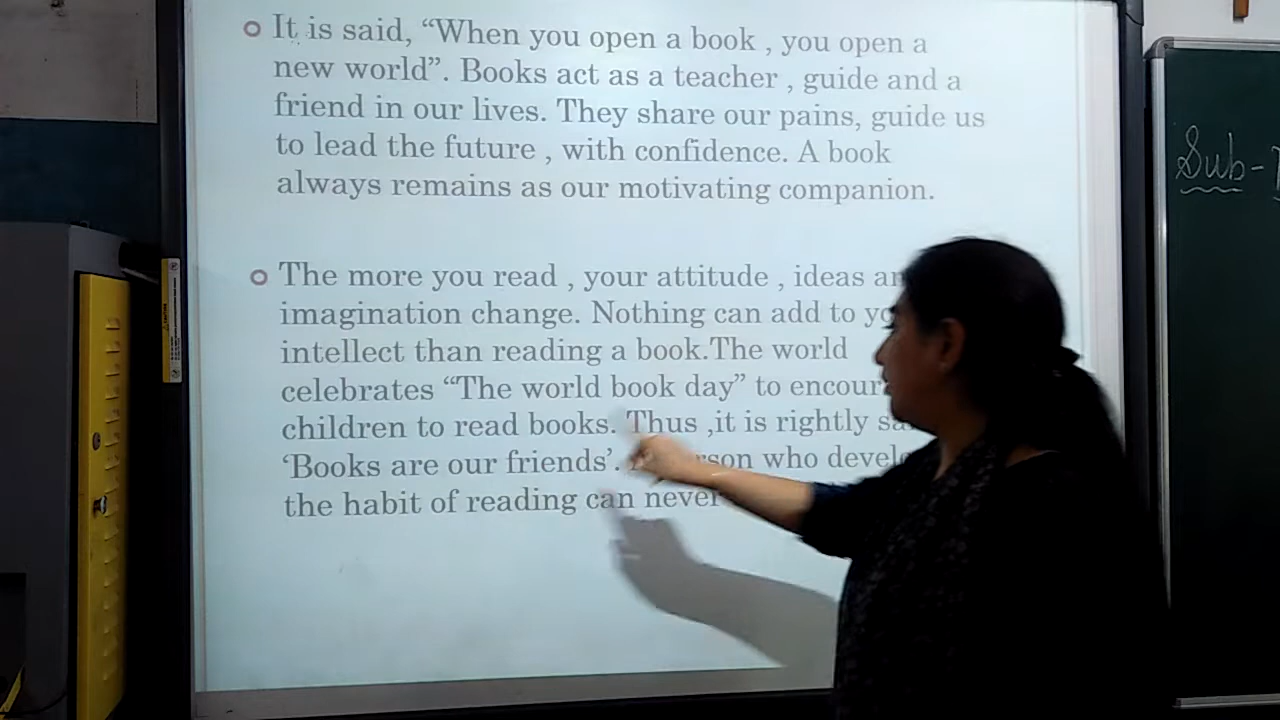 It is said, “When you open a book , you open a
new world”. Books act as a teacher , guide and a
friend in our lives. They share our pains, guide us
to lead the future , with confidence. A book
always remains as our motivating companion.
The more you read , your attitude , ideas
imagination change. Nothing can add to
intellect than reading a book.The world
celebrates “The world book day” to
children to read books. Thus ,it is rightly
‘Books are our friends’. who
the habit of reading can never
Sub-